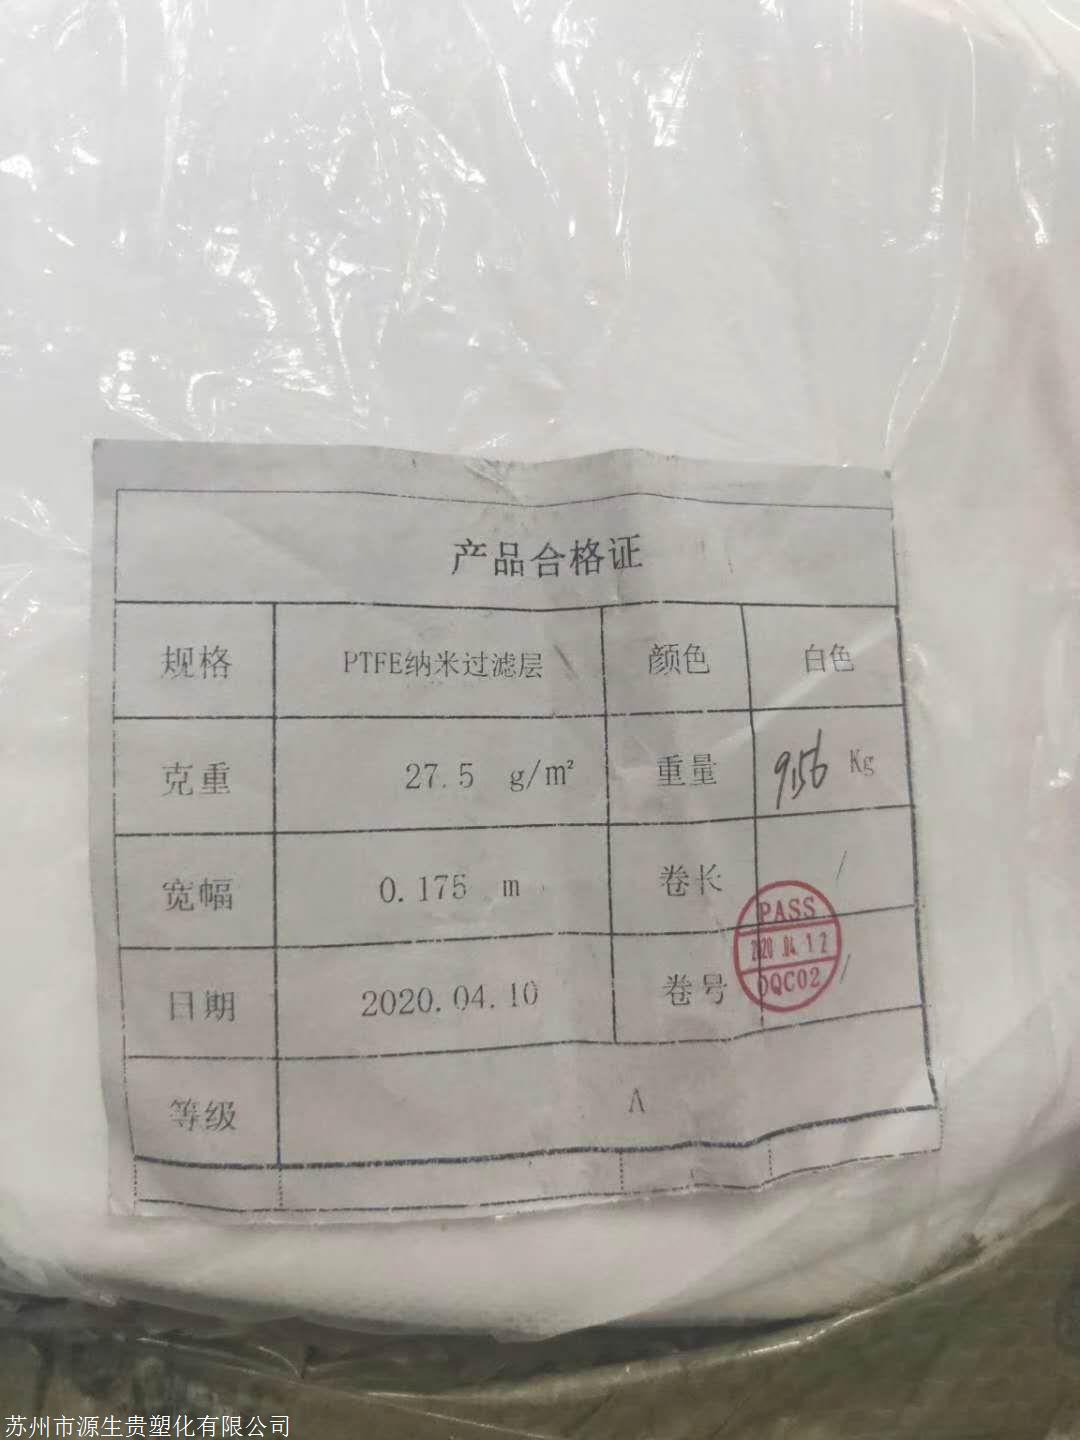 产品合格证
规格 PTFE纳米过滤层 颜色 白色
克重 27.5 g/m² 重量 9.56 Kg
宽幅 0.175 m 卷长 /
日期 2020.04.10 卷号 /
PASS
2020.04.12
OQC02
等级 A
苏州市源生贵塑化有限公司